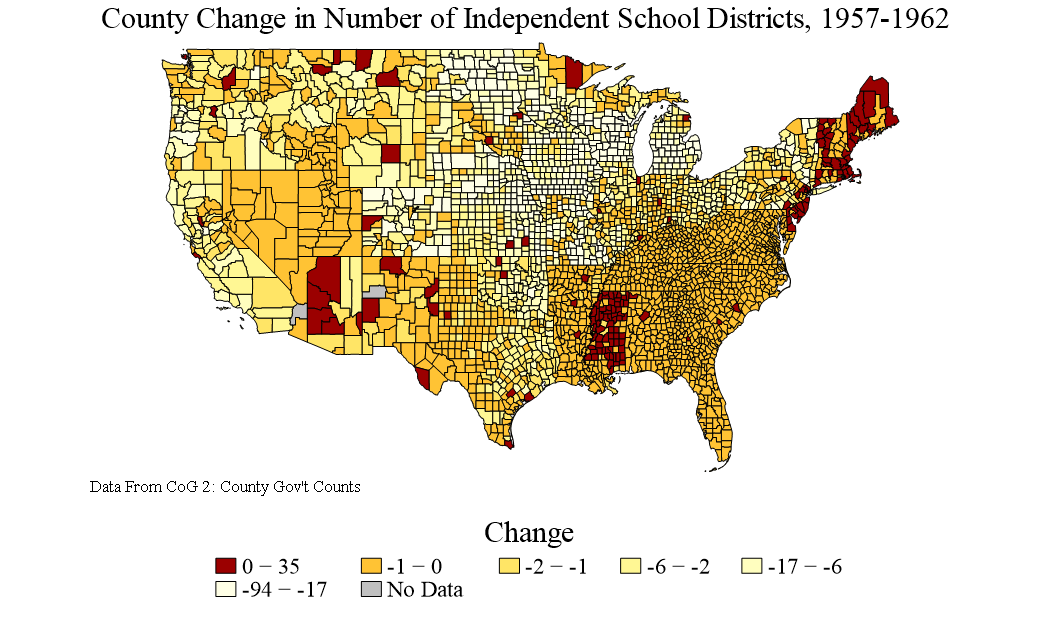 County Change in Number of Independent School Districts, 1957-1962
Data From CoG 2: County Gov't Counts
Change
0 − 35 -1 − 0 -2 − -1 -6 − -2 -17 − -6
-94 − -17 No Data